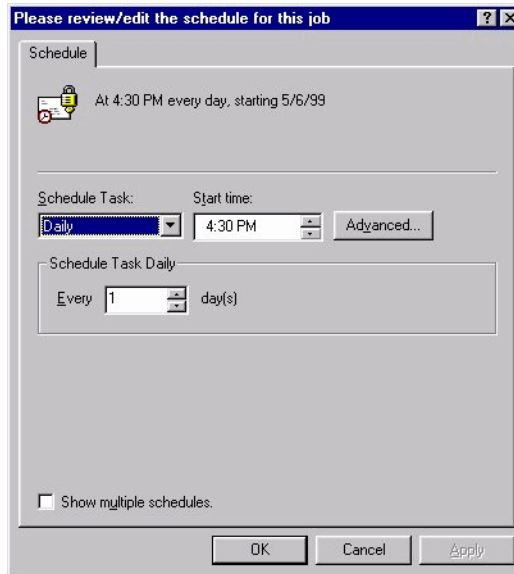 Please review/edit the schedule for this job
Schedule
At 4:30 PM every day, starting 5/6/99
Schedule Task: Start time:
Daily 4:30 PM Advanced...
Schedule Task Daily
Every 1 day(s)
Show multiple schedules.
OK Cancel Apply